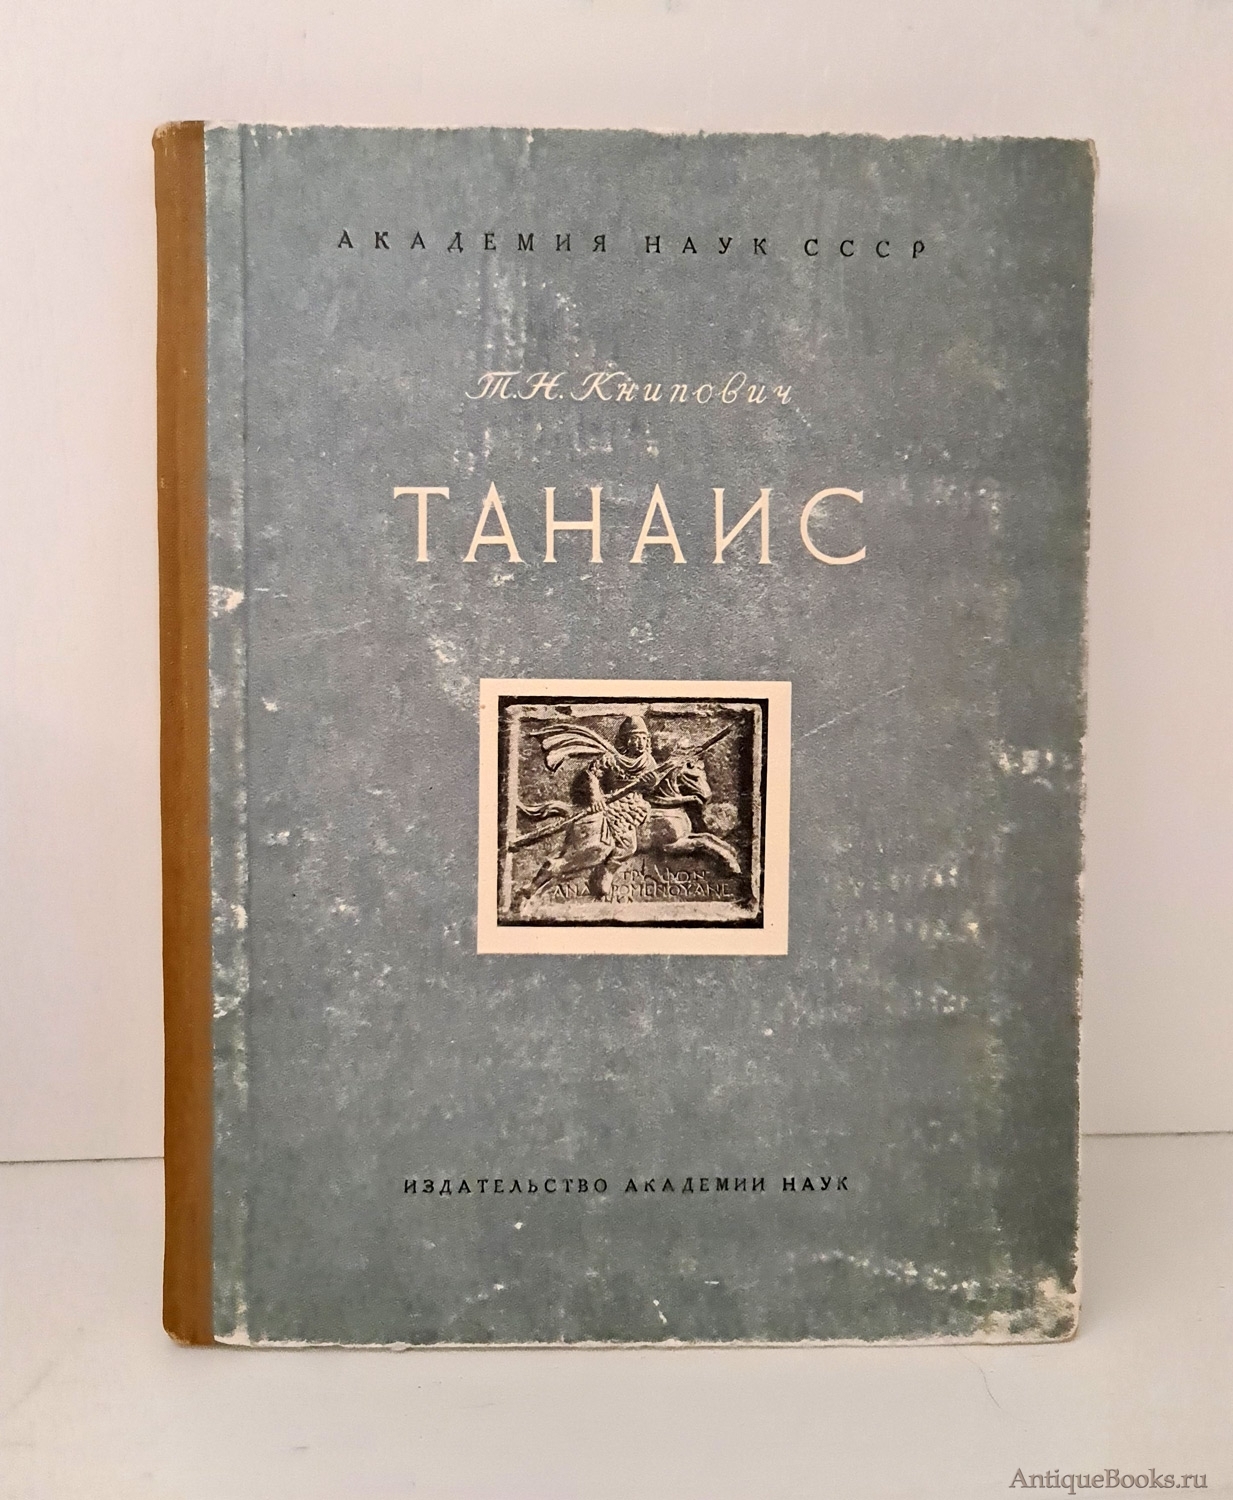 АКАДЕМИЯ НАУК СССР
Т.Н. Книпович
ТАНАИС
ИЗДАТЕЛЬСТВО АКАДЕМИИ НАУК
AntiqueBooks.ru